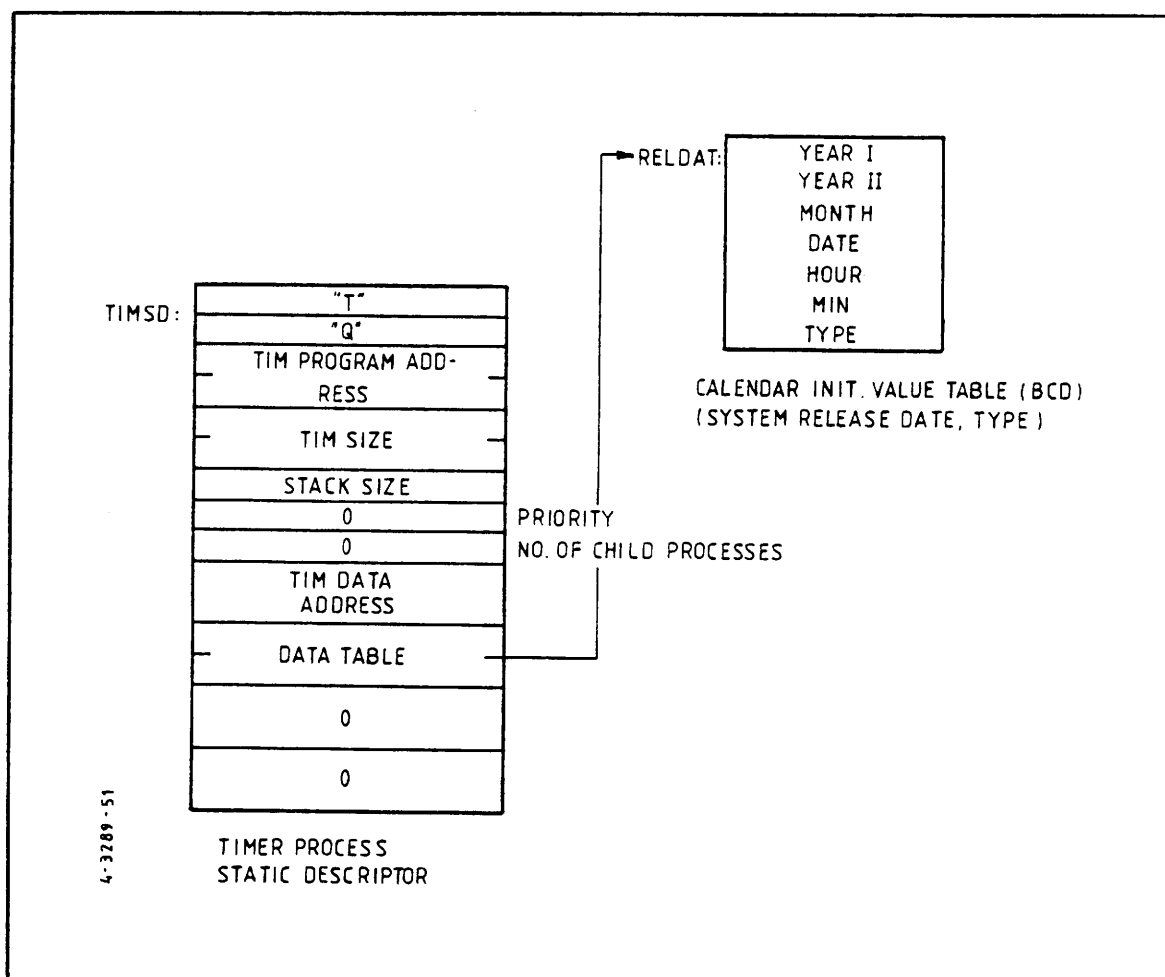 RELDAT:
YEAR I
YEAR II
MONTH
DATE
HOUR
MIN
TYPE
CALENDAR INIT. VALUE TABLE (BCD)
(SYSTEM RELEASE DATE, TYPE)
TIMSD:
"T"
"Q"
TIM PROGRAM ADD-
RESS
TIM SIZE
STACK SIZE
0
PRIORITY
0
NO. OF CHILD PROCESSES
TIM DATA
ADDRESS
DATA TABLE
0
0
TIMER PROCESS
STATIC DESCRIPTOR
4-3289-51